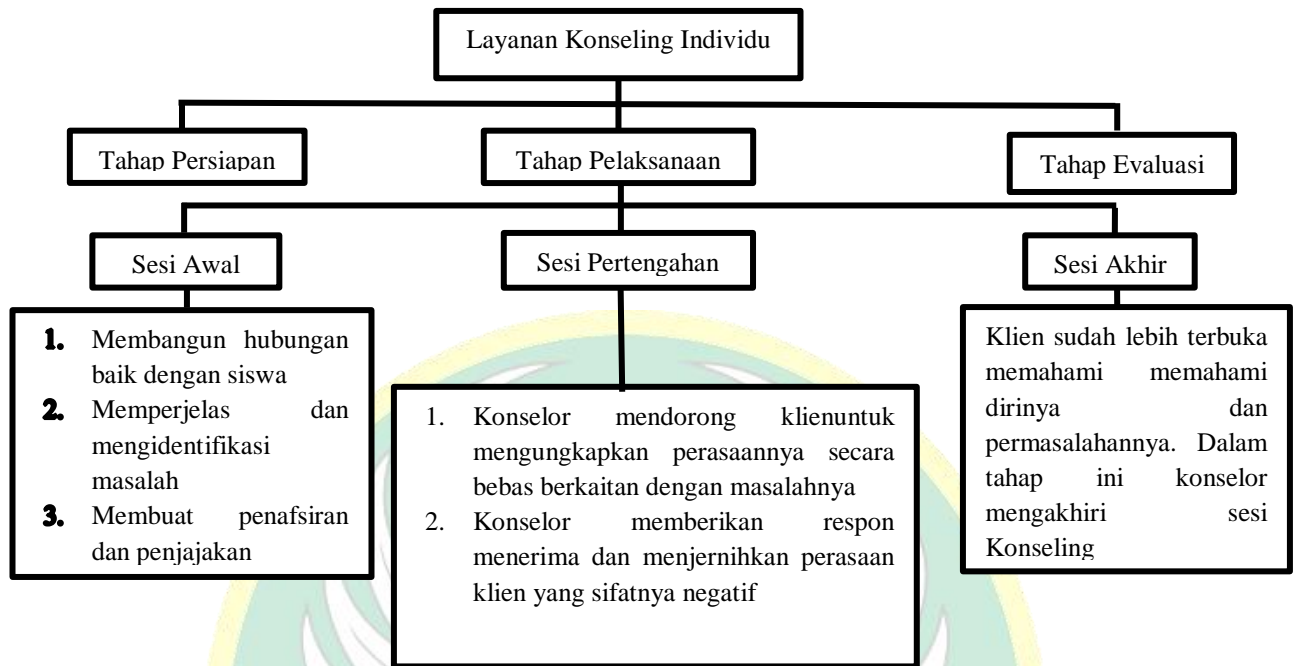 Layanan Konseling Individu
Tahap Persiapan
Tahap Pelaksanaan
Tahap Evaluasi
Sesi Awal
Sesi Pertengahan
Sesi Akhir
1. Membangun hubungan
baik dengan siswa
2. Memperjelas dan
mengidentifikasi
masalah
3. Membuat penafsiran
dan penjajakan
1. Konselor mendorong klienuntuk
mengungkapkan perasaannya secara
bebas berkaitan dengan masalahnya
2. Konselor memberikan respon
menerima dan menjernihkan perasaan
klien yang sifatnya negatif
Klien sudah lebih terbuka
memahami memahami
dirinya dan
permasalahannya. Dalam
tahap ini konselor
mengakhiri sesi
Konseling